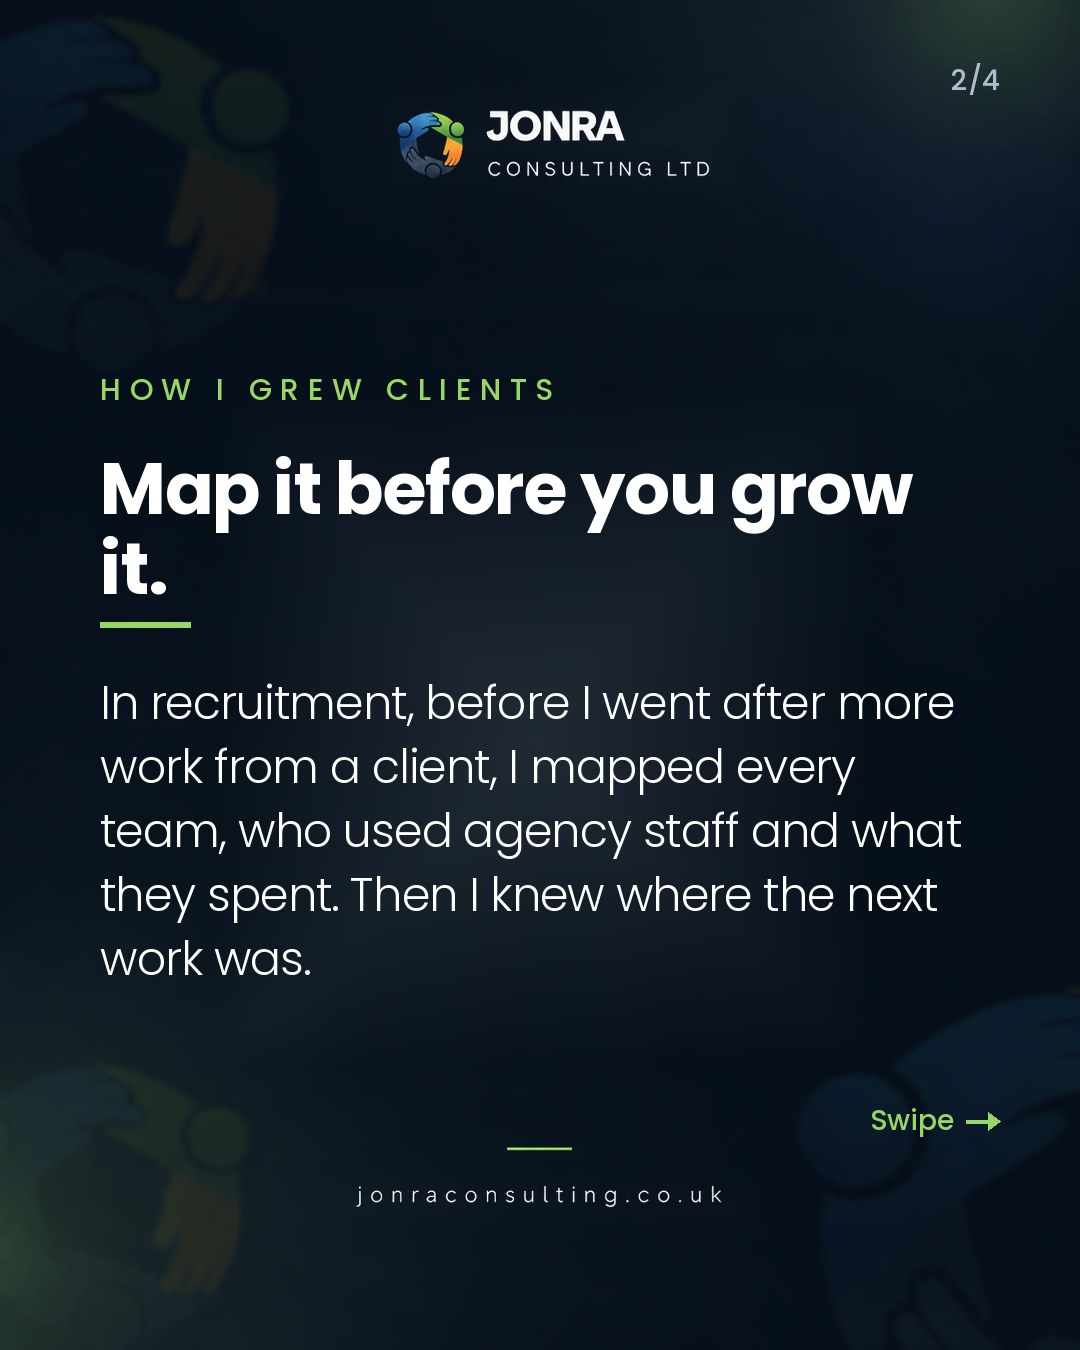 2/4
JONRA
CONSULTING LTD
HOW I GREW CLIENTS
Map it before you grow
it.
In recruitment, before I went after more
work from a client, I mapped every
team, who used agency staff and what
they spent. Then I knew where the next
work was.
Swipe
jonraconsulting.co.uk